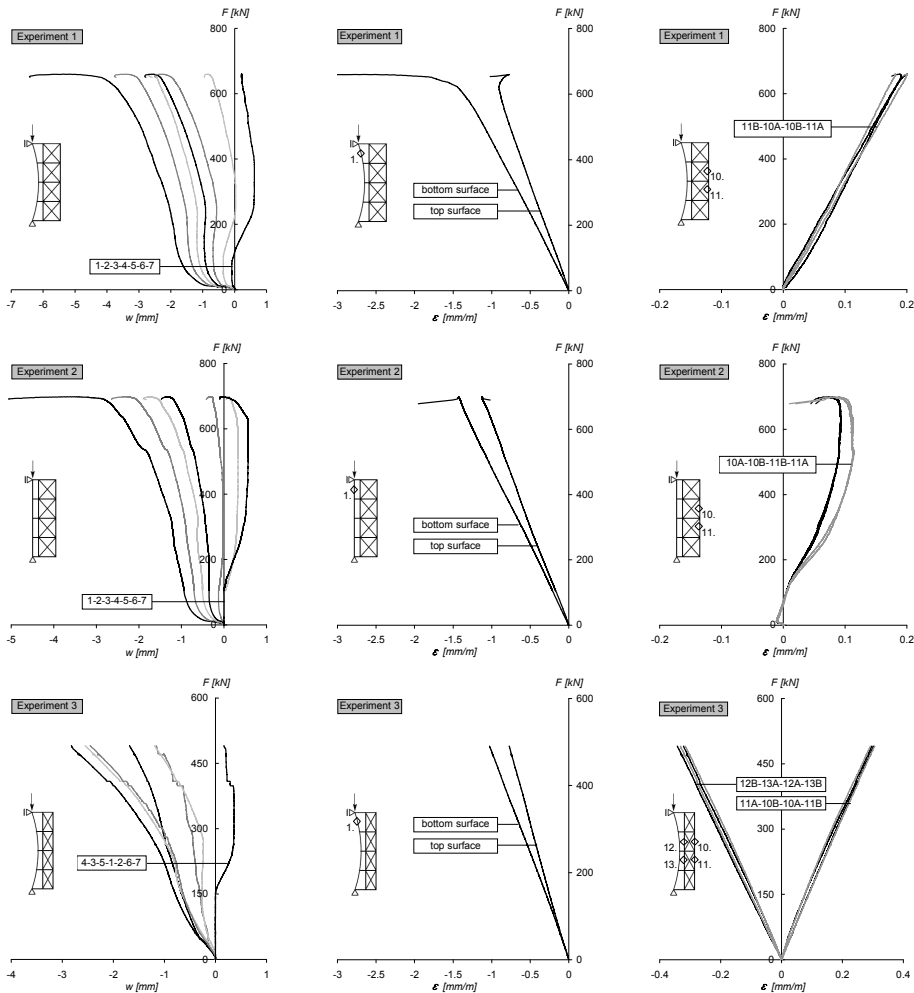 F [kN]
Experiment 1
800
600
400
200
0
1-2-3-4-5-6-7
-7 -6 -5 -4 -3 -2 -1 0 1
w [mm]
F [kN]
Experiment 1
800
600
400
200
0
1.
bottom surface
top surface
-3 -2.5 -2 -1.5 -1 -0.5 0
ε [mm/m]
F [kN]
Experiment 1
800
600
400
200
0
11B-10A-10B-11A
10.
11.
-0.2 -0.1 0 0.1 0.2
ε [mm/m]
F [kN]
Experiment 2
800
600
400
200
0
1-2-3-4-5-6-7
-5 -4 -3 -2 -1 0 1
w [mm]
F [kN]
Experiment 2
800
600
400
200
0
1.
bottom surface
top surface
-3 -2.5 -2 -1.5 -1 -0.5 0
ε [mm/m]
F [kN]
Experiment 2
800
600
400
200
0
10A-10B-11B-11A
10.
11.
-0.2 -0.1 0 0.1 0.2
ε [mm/m]
F [kN]
Experiment 3
600
450
300
150
0
4-3-5-1-2-6-7
-4 -3 -2 -1 0 1
w [mm]
F [kN]
Experiment 3
600
400
200
0
1.
bottom surface
top surface
-3 -2.5 -2 -1.5 -1 -0.5 0
ε [mm/m]
F [kN]
Experiment 3
600
450
300
150
0
12B-13A-12A-13B
11A-10B-10A-11B
12. 10.
13. 11.
-0.4 -0.2 0 0.2 0.4
ε [mm/m]